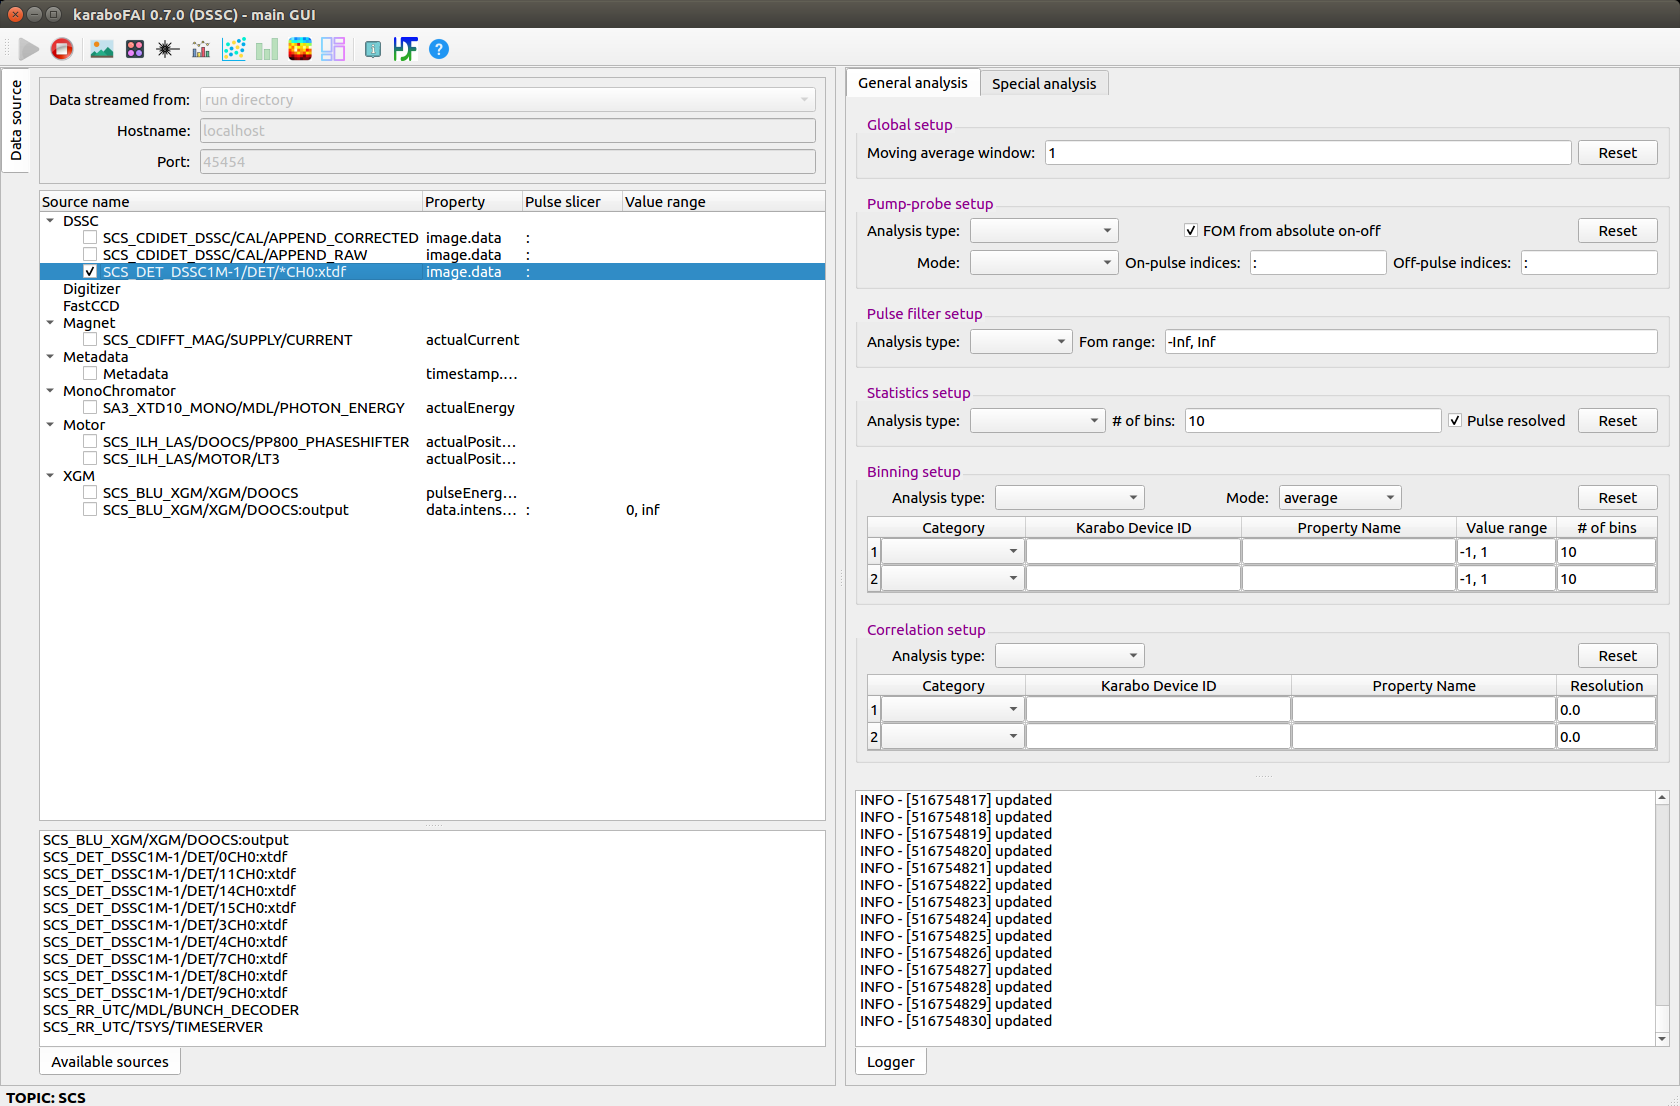 karaboFAI 0.7.0 (DSSC) - main GUI
Data source
Data streamed from: run directory
Hostname: localhost
Port: 45454
Source name Property Pulse slicer Value range
DSSC
SCS_CDIDET_DSSC/CAL/APPEND_CORRECTED image.data :
SCS_CDIDET_DSSC/CAL/APPEND_RAW image.data :
SCS_DET_DSSC1M-1/DET/*CH0:xtdf image.data :
Digitizer
FastCCD
Magnet
SCS_CDIFFT_MAG/SUPPLY/CURRENT actualCurrent
Metadata
Metadata timestamp....
MonoChromator
SA3_XTD10_MONO/MDL/PHOTON_ENERGY actualEnergy
Motor
SCS_ILH_LAS/DOOCS/PP800_PHASESHIFTER actualPosit...
SCS_ILH_LAS/MOTOR/LT3 actualPosit...
XGM
SCS_BLU_XGM/XGM/DOOCS pulseEnerg...
SCS_BLU_XGM/XGM/DOOCS:output data.intens... : 0, inf
SCS_BLU_XGM/XGM/DOOCS:output
SCS_DET_DSSC1M-1/DET/0CH0:xtdf
SCS_DET_DSSC1M-1/DET/11CH0:xtdf
SCS_DET_DSSC1M-1/DET/14CH0:xtdf
SCS_DET_DSSC1M-1/DET/15CH0:xtdf
SCS_DET_DSSC1M-1/DET/3CH0:xtdf
SCS_DET_DSSC1M-1/DET/4CH0:xtdf
SCS_DET_DSSC1M-1/DET/7CH0:xtdf
SCS_DET_DSSC1M-1/DET/8CH0:xtdf
SCS_DET_DSSC1M-1/DET/9CH0:xtdf
SCS_RR_UTC/MDL/BUNCH_DECODER
SCS_RR_UTC/TSYS/TIMESERVER
Available sources
General analysis Special analysis
Global setup
Moving average window: 1 Reset
Pump-probe setup
Analysis type: FOM from absolute on-off Reset
Mode: On-pulse indices: : Off-pulse indices: :
Pulse filter setup
Analysis type: Fom range: -Inf, Inf
Statistics setup
Analysis type: # of bins: 10 Pulse resolved Reset
Binning setup
Analysis type: Mode: average Reset
Category Karabo Device ID Property Name Value range # of bins
1 -1, 1 10
2 -1, 1 10
Correlation setup
Analysis type: Reset
Category Karabo Device ID Property Name Resolution
1 0.0
2 0.0
INFO - [516754817] updated
INFO - [516754818] updated
INFO - [516754819] updated
INFO - [516754820] updated
INFO - [516754821] updated
INFO - [516754822] updated
INFO - [516754823] updated
INFO - [516754824] updated
INFO - [516754825] updated
INFO - [516754826] updated
INFO - [516754827] updated
INFO - [516754828] updated
INFO - [516754829] updated
INFO - [516754830] updated
Logger
TOPIC: SCS